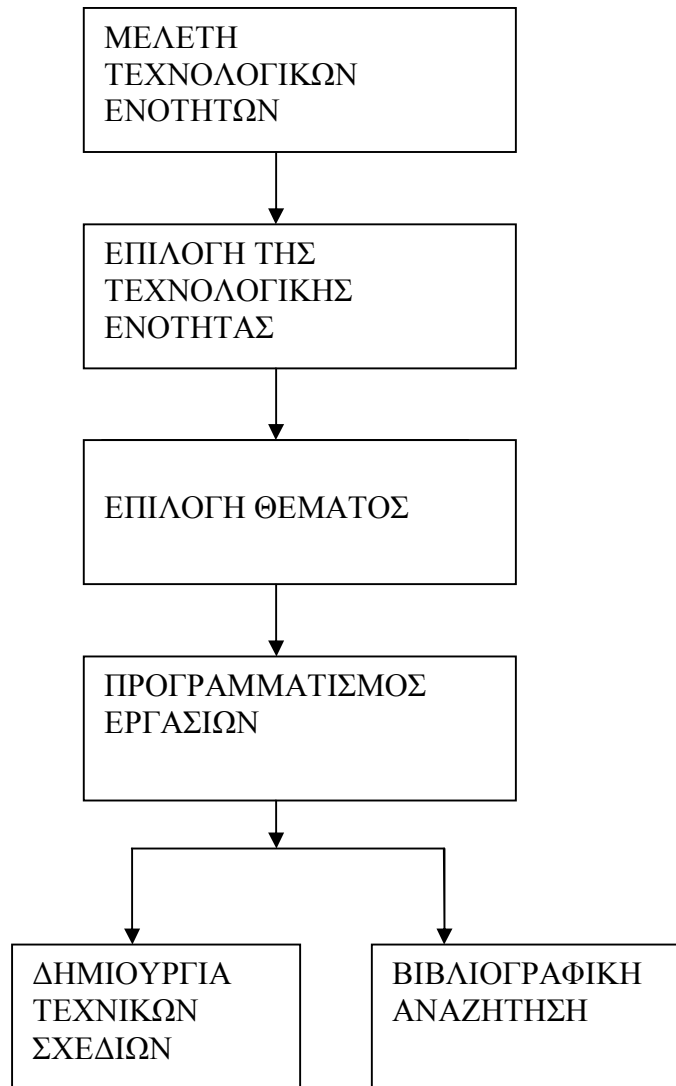 ΜΕΛΕΤΗ
ΤΕΧΝΟΛΟΓΙΚΩΝ
ΕΝΟΤΗΤΩΝ
ΕΠΙΛΟΓΗ ΤΗΣ
ΤΕΧΝΟΛΟΓΙΚΗΣ
ΕΝΟΤΗΤΑΣ
ΕΠΙΛΟΓΗ ΘΕΜΑΤΟΣ
ΠΡΟΓΡΑΜΜΑΤΙΣΜΟΣ
ΕΡΓΑΣΙΩΝ
ΔΗΜΙΟΥΡΓΙΑ
ΤΕΧΝΙΚΩΝ
ΣΧΕΔΙΩΝ
ΒΙΒΛΙΟΓΡΑΦΙΚΗ
ΑΝΑΖΗΤΗΣΗ